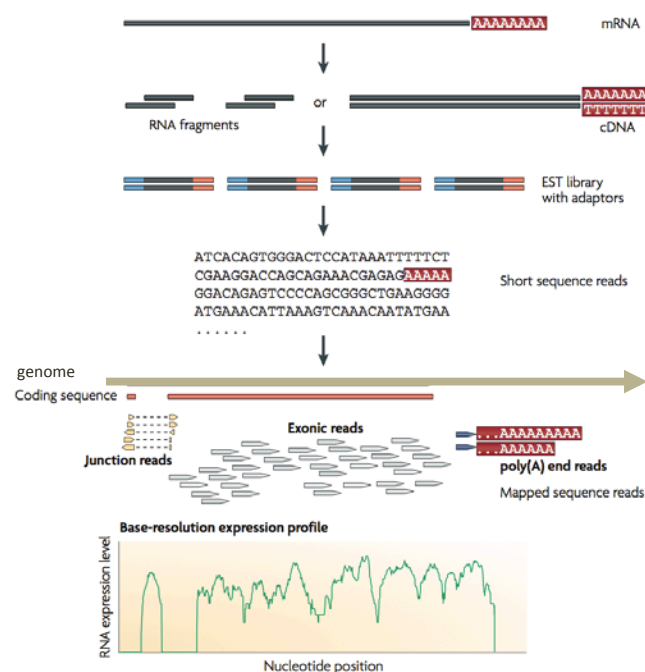 AAAAAAAA
mRNA
AAAAAAA
or
TTTTTTT
RNA fragments
cDNA
EST library
with adaptors
ATCACAGTGGGACTCCATAAATTTTTCT
CGAAGGACCAGCAGAAACGAGAGAAAAA
Short sequence reads
GGACAGAGTCCCCAGCGGGCTGAAGGGG
ATGAAACATTAAAGTCAAACAATATGAA
. . . . . .
genome
Coding sequence
Exonic reads
...AAAAAAAAA
...AAAAAA
Junction reads
poly(A) end reads
Mapped sequence reads
Base-resolution expression profile
RNA expression level
Nucleotide position